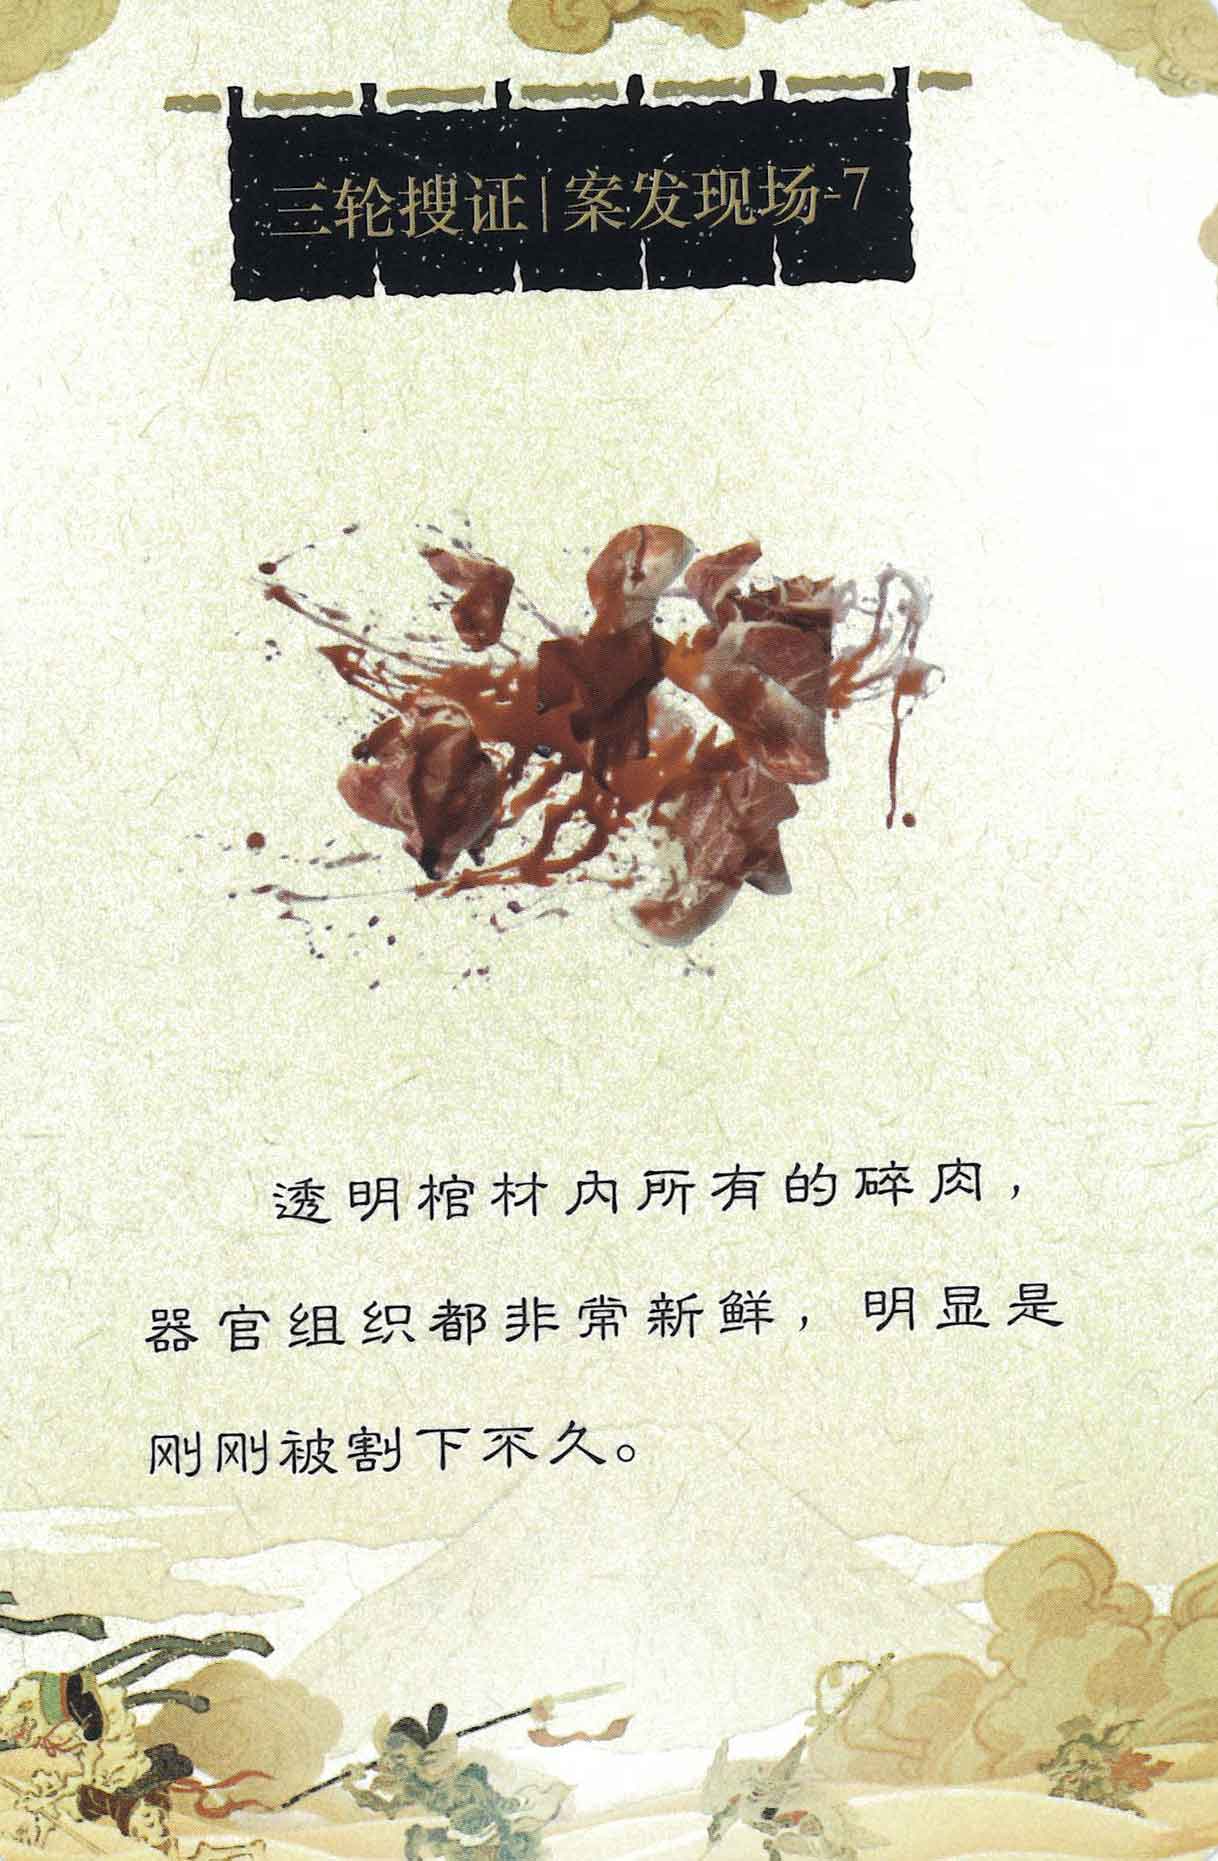 三轮搜证|案发现场-7
透明棺材内所有的碎肉，
器官组织都非常新鲜，明显是
刚刚被割下不久。